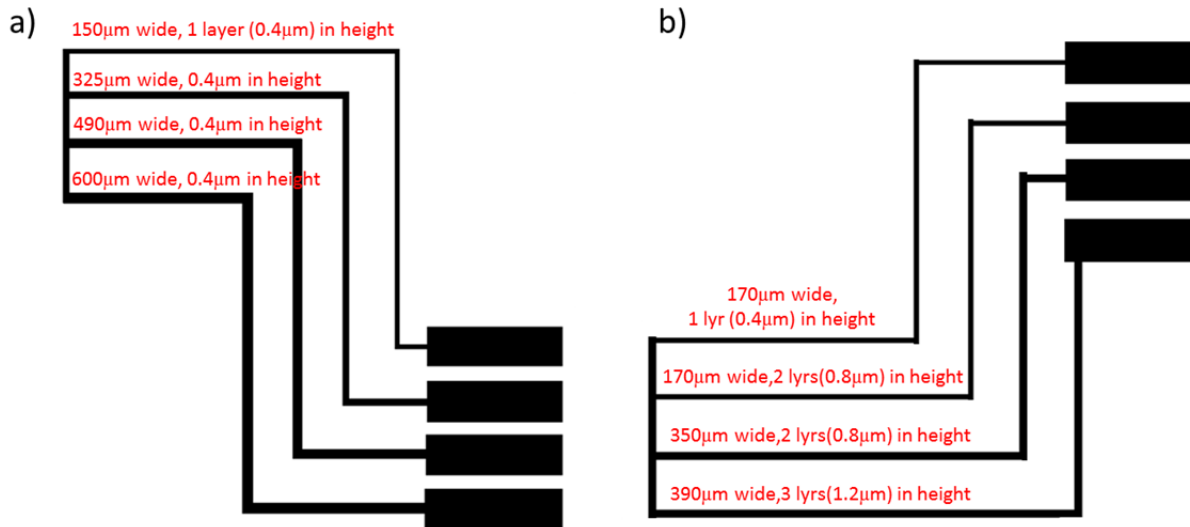 a)
150μm wide, 1 layer (0.4μm) in height
325μm wide, 0.4μm in height
490μm wide, 0.4μm in height
600μm wide, 0.4μm in height
b)
170μm wide,
1 lyr (0.4μm) in height
170μm wide,2 lyrs(0.8μm) in height
350μm wide,2 lyrs(0.8μm) in height
390μm wide,3 lyrs(1.2μm) in height